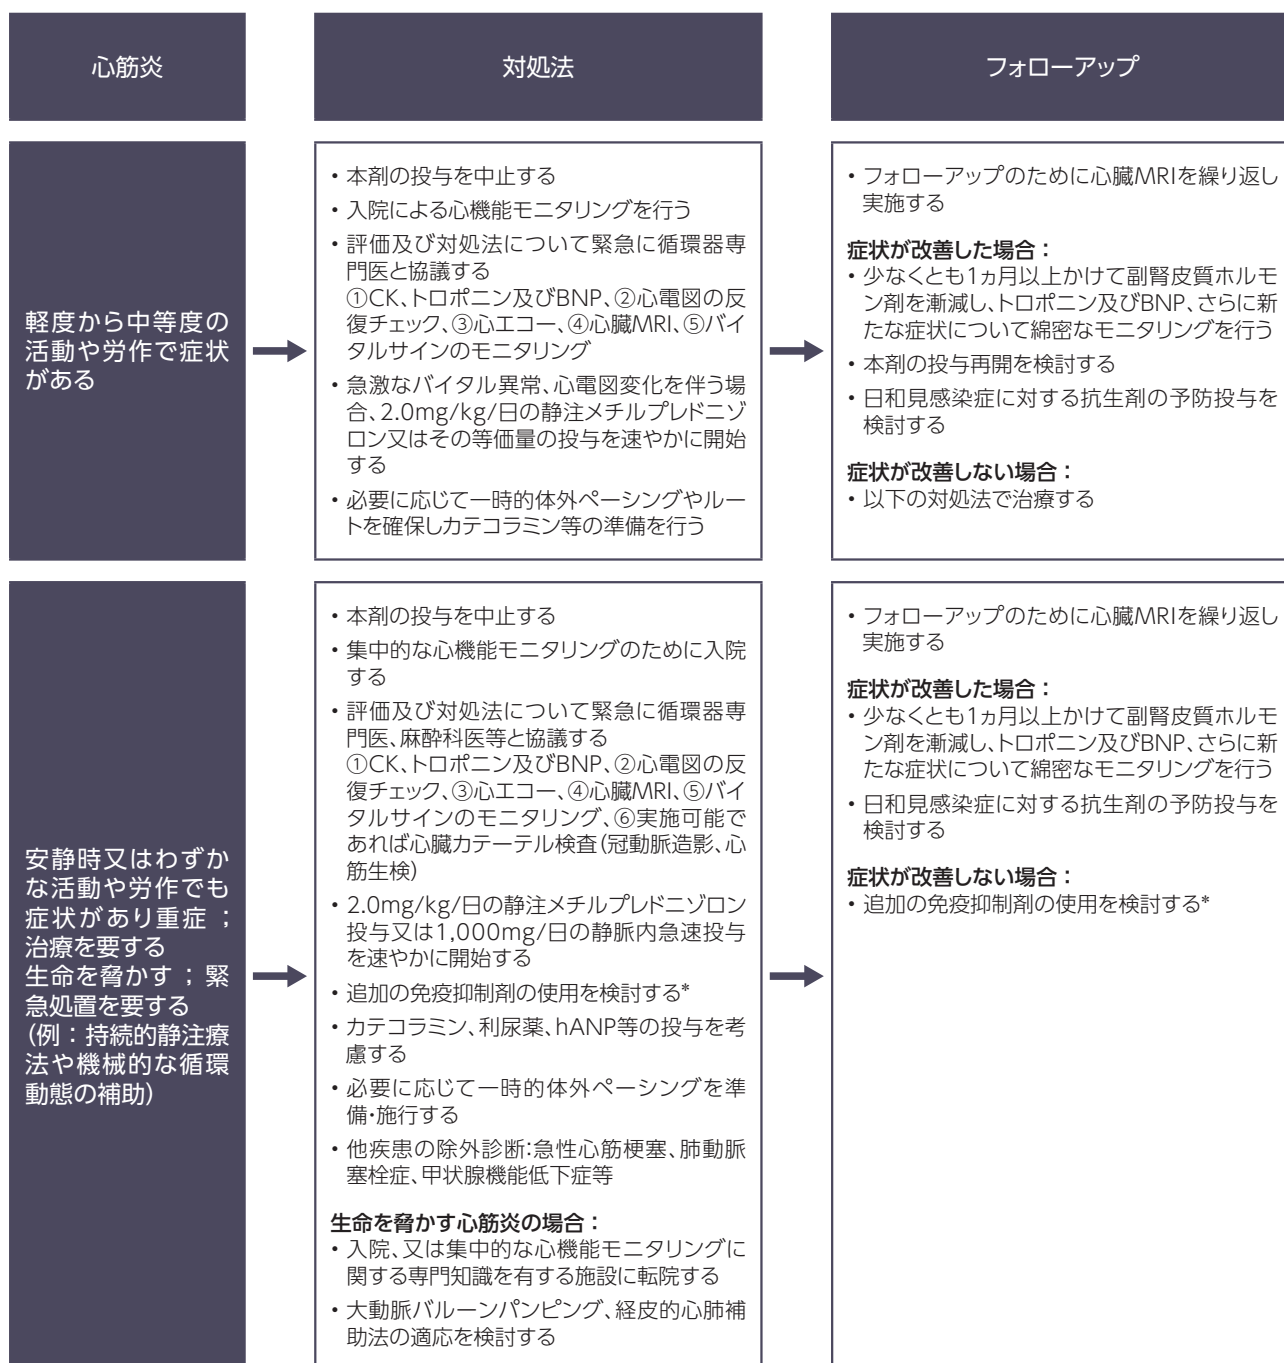 心筋炎
対処法
フォローアップ
軽度から中等度の
活動や労作で症状
がある
・本剤の投与を中止する
・入院による心機能モニタリングを行う
・評価及び対処法について緊急に循環器専
門医と協議する
①CK、トロポニン及びBNP、②心電図の反
復チェック、③心エコー、④心臓MRI、⑤バイ
タルサインのモニタリング
・急激なバイタル異常、心電図変化を伴う場
合、2.0mg/kg/日の静注メチルプレドニゾ
ロン又はその等価量の投与を速やかに開始
する
・必要に応じて一時的体外ペーシングやルー
トを確保しカテコラミン等の準備を行う
・フォローアップのために心臓MRIを繰り返し
実施する
症状が改善した場合：
・少なくとも1ヵ月以上かけて副腎皮質ホルモ
ン剤を漸減し、トロポニン及びBNP、さらに新
たな症状について綿密なモニタリングを行う
・本剤の投与再開を検討する
・日和見感染症に対する抗生剤の予防投与を
検討する
症状が改善しない場合：
・以下の対処法で治療する
安静時又はわずか
な活動や労作でも
症状があり重症；
治療を要する
生命を脅かす；緊
急処置を要する
（例：持続的静注療
法や機械的な循環
動態の補助）
・本剤の投与を中止する
・集中的な心機能モニタリングのために入院
する
・評価及び対処法について緊急に循環器専
門医、麻酔科医等と協議する
①CK、トロポニン及びBNP、②心電図の反
復チェック、③心エコー、④心臓MRI、⑤バイ
タルサインのモニタリング、⑥実施可能で
あれば心臓カテーテル検査（冠動脈造影、心
筋生検）
・2.0mg/kg/日の静注メチルプレドニゾロン
投与又は1,000mg/日の静脈内急速投与
を速やかに開始する
・追加の免疫抑制剤の使用を検討する*
・カテコラミン、利尿薬、hANP等の投与を考
慮する
・必要に応じて一時的体外ペーシングを準
備・施行する
・他疾患の除外診断：急性心筋梗塞、肺動脈
塞栓症、甲状腺機能低下症等
生命を脅かす心筋炎の場合：
・入院、又は集中的な心機能モニタリングに
関する専門知識を有する施設に転院する
・大動脈バルーンパンピング、経皮的心肺補
助法の適応を検討する
・フォローアップのために心臓MRIを繰り返し
実施する
症状が改善した場合：
・少なくとも1ヵ月以上かけて副腎皮質ホルモ
ン剤を漸減し、トロポニン及びBNP、さらに新
たな症状について綿密なモニタリングを行う
・日和見感染症に対する抗生剤の予防投与を
検討する
症状が改善しない場合：
・追加の免疫抑制剤の使用を検討する*